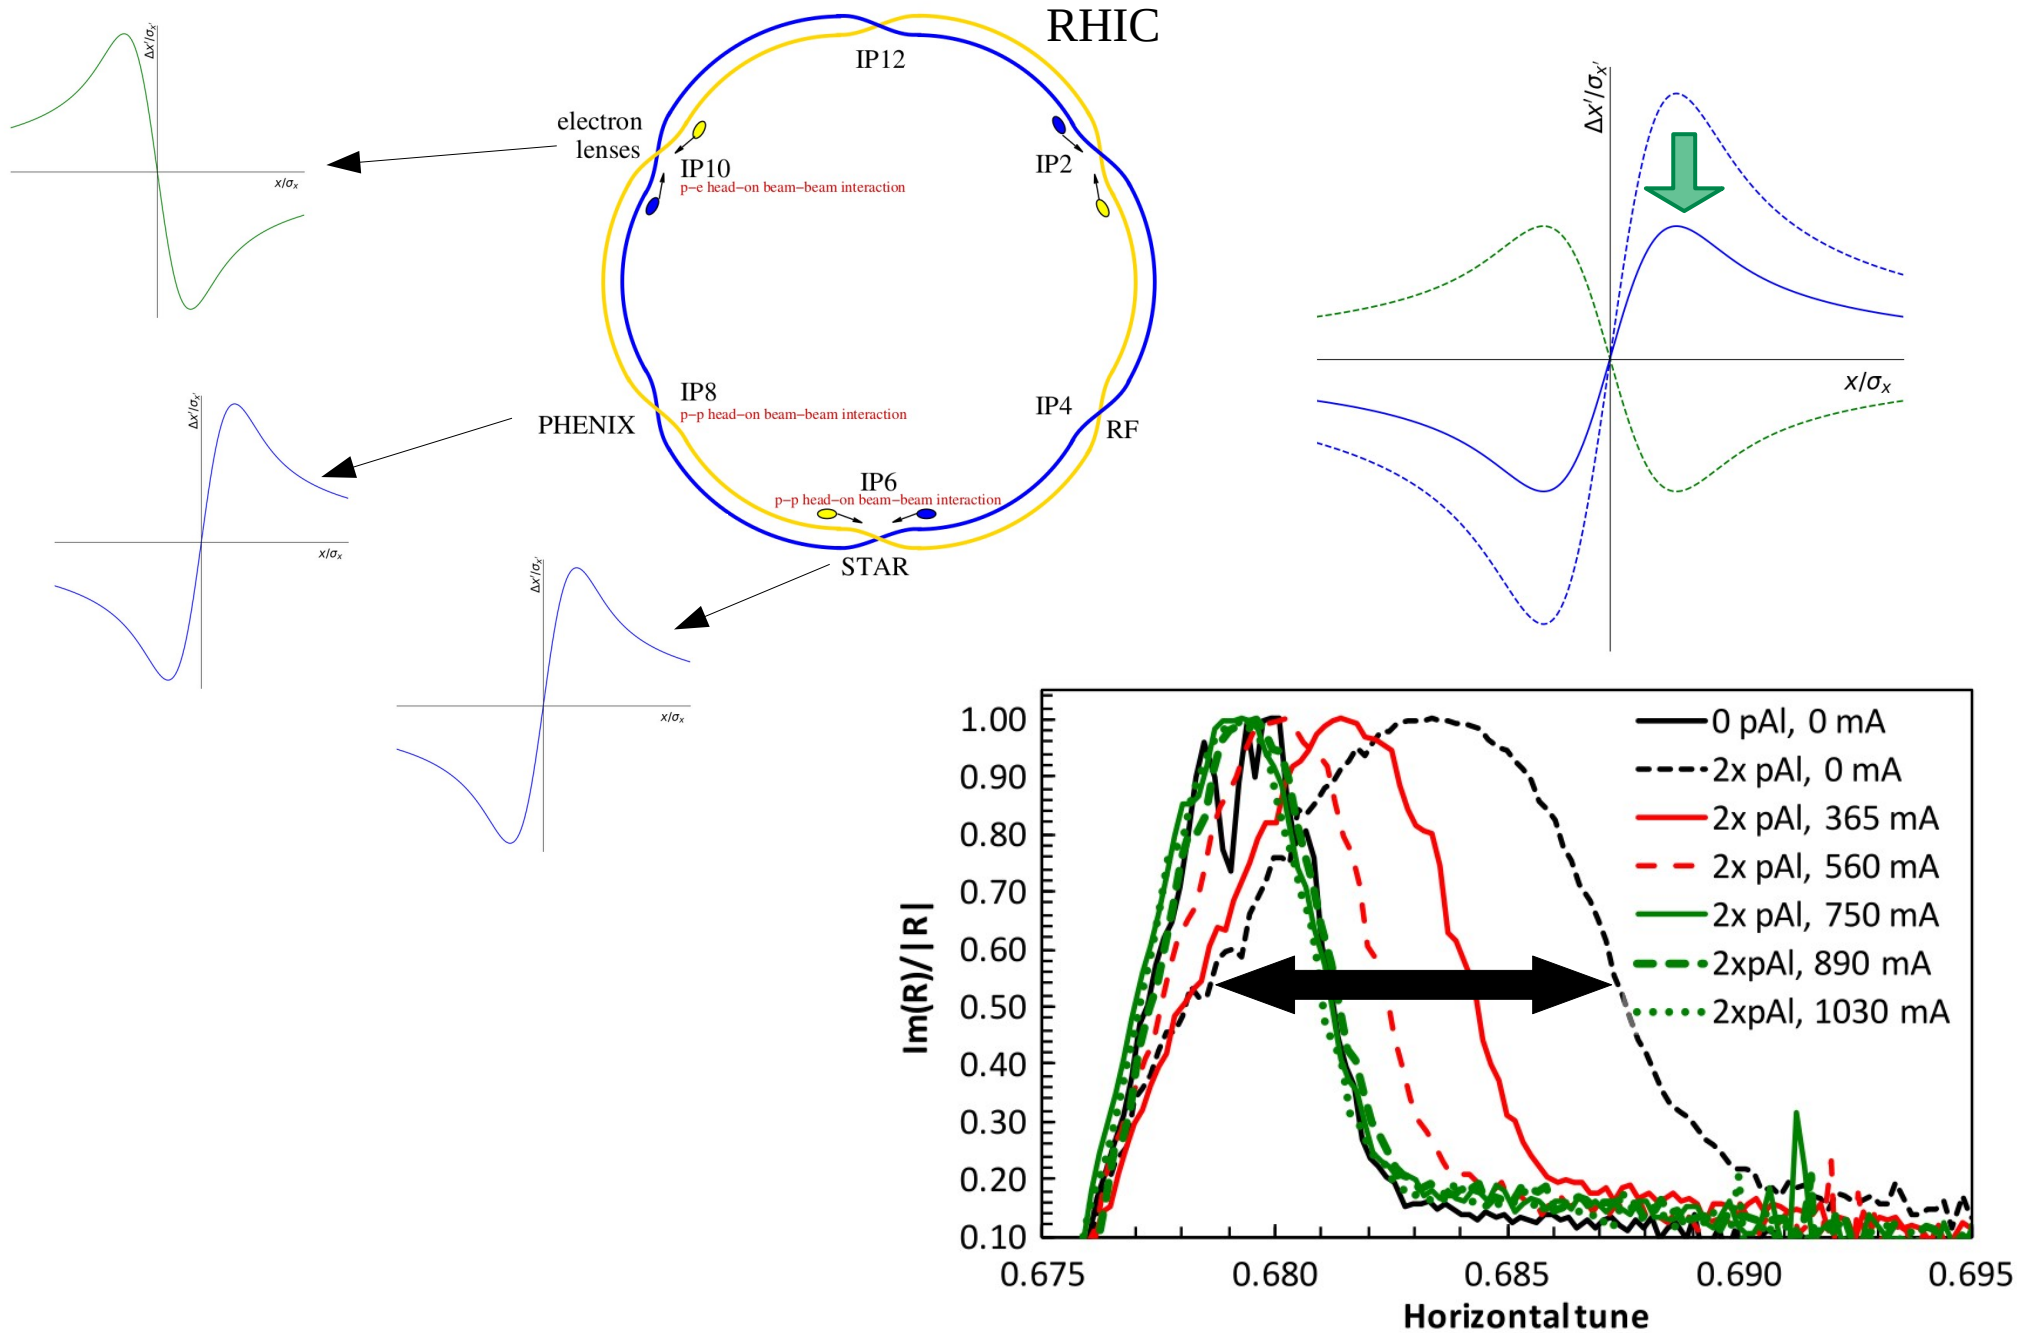 RHIC
Δx'/σx'
x/σx
IP12
electron
lenses
IP10
p−e head−on beam−beam interaction
IP2
IP8
p−p head−on beam−beam interaction
PHENIX
IP4
RF
IP6
p−p head−on beam−beam interaction
STAR
Δx'/σx'
x/σx
Δx'/σx'
x/σx
Δx'/σx'
x/σx
1.00
0.90
0.80
0.70
0.60
0.50
0.40
0.30
0.20
0.10
Im(R)/|R|
0 pAl, 0 mA
2x pAl, 0 mA
2x pAl, 365 mA
2x pAl, 560 mA
2x pAl, 750 mA
2xpAl, 890 mA
2xpAl, 1030 mA
0.675 0.680 0.685 0.690 0.695
Horizontal tune